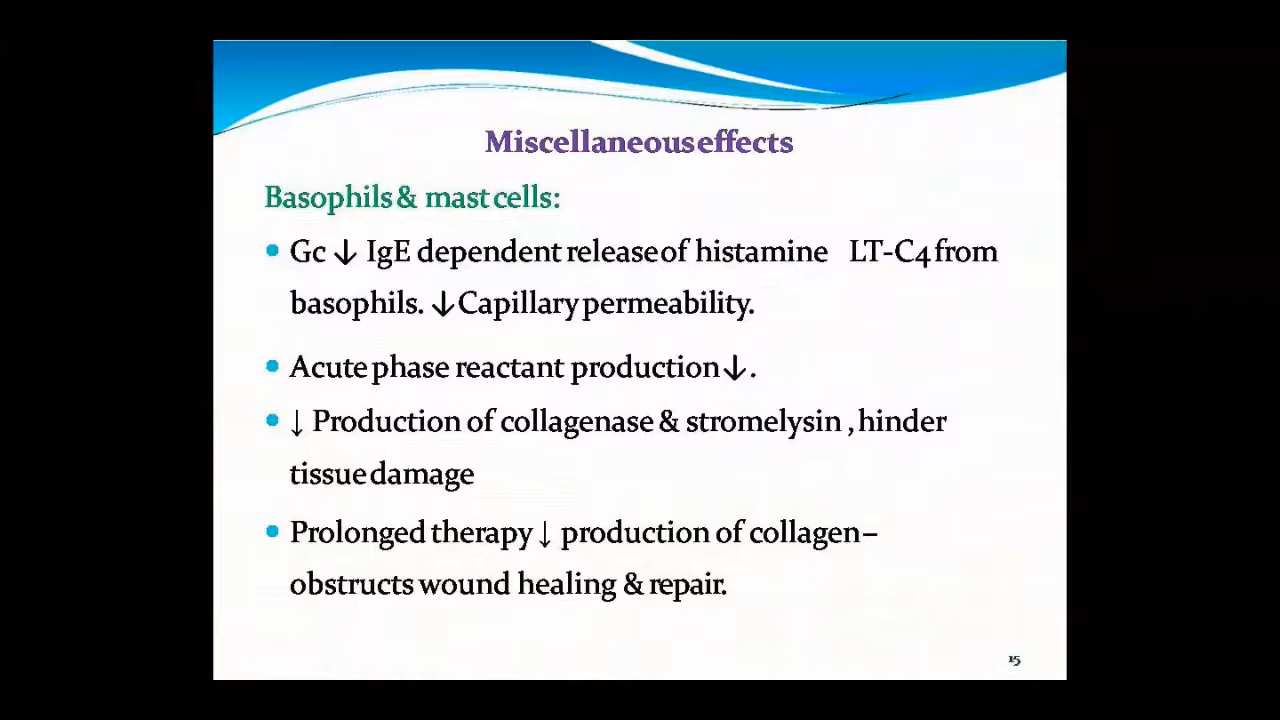 Miscellaneous effects
Basophils & mast cells:
• Gc ↓ IgE dependent release of histamine LT-C4 from
basophils. ↓ Capillary permeability.
• Acute phase reactant production ↓.
• ↓ Production of collagenase & stromelysin , hinder
tissue damage
• Prolonged therapy ↓ production of collagen –
obstructs wound healing & repair.
15